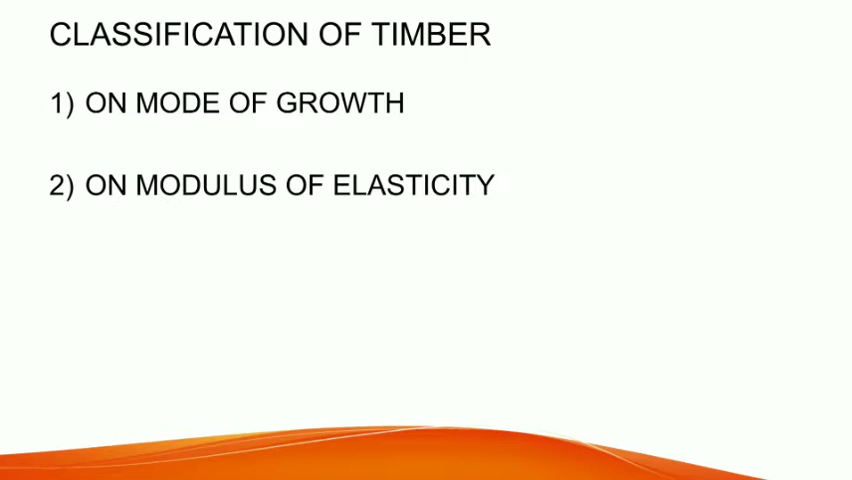 CLASSIFICATION OF TIMBER
1) ON MODE OF GROWTH
2) ON MODULUS OF ELASTICITY